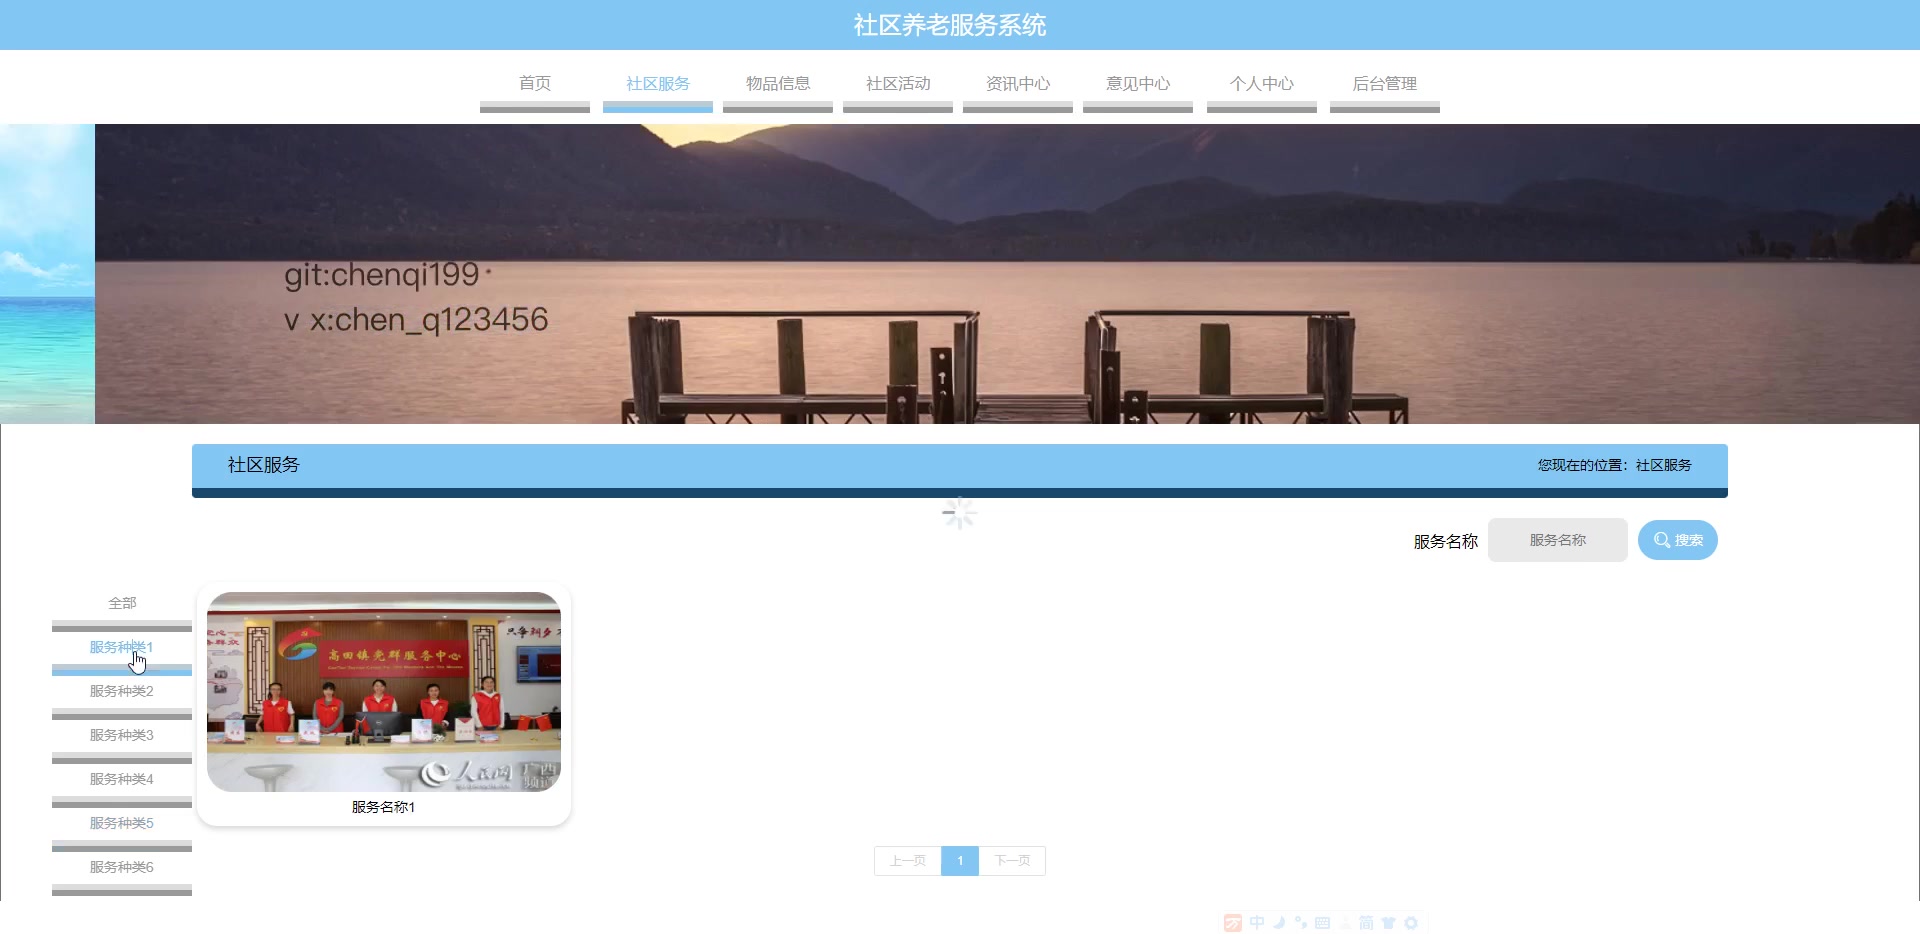 社区养老服务系统
首页 社区服务 物品信息 社区活动 资讯中心 意见中心 个人中心 后台管理
git:chenqi199
v x:chen_q123456
社区服务 您现在的位置：社区服务
服务名称 服务名称 搜索
全部
服务种类1
服务种类2
服务种类3
服务种类4
服务种类5
服务种类6
高田镇党群服务中心
人民网 广西
频道
服务名称1
上一页 1 下一页
中 简